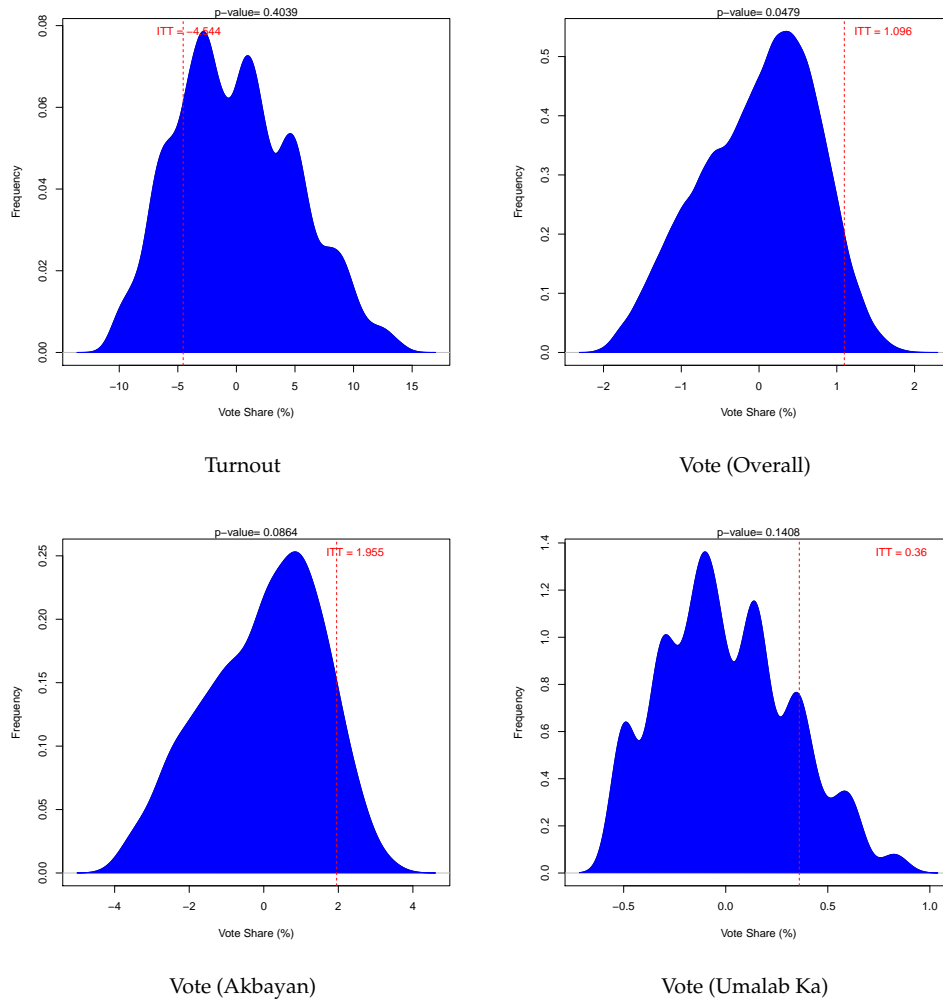 p−value= 0.4039
ITT = −4.544
Frequency
0.00 0.02 0.04 0.06 0.08
−10 −5 0 5 10 15
Vote Share (%)
Turnout
p−value= 0.0479
ITT = 1.096
Frequency
0.0 0.1 0.2 0.3 0.4 0.5
−2 −1 0 1 2
Vote Share (%)
Vote (Overall)
p−value= 0.0864
ITT = 1.955
Frequency
0.00 0.05 0.10 0.15 0.20 0.25
−4 −2 0 2 4
Vote Share (%)
Vote (Akbayan)
p−value= 0.1408
ITT = 0.36
Frequency
0.0 0.2 0.4 0.6 0.8 1.0 1.2 1.4
−0.5 0.0 0.5 1.0
Vote Share (%)
Vote (Umalab Ka)